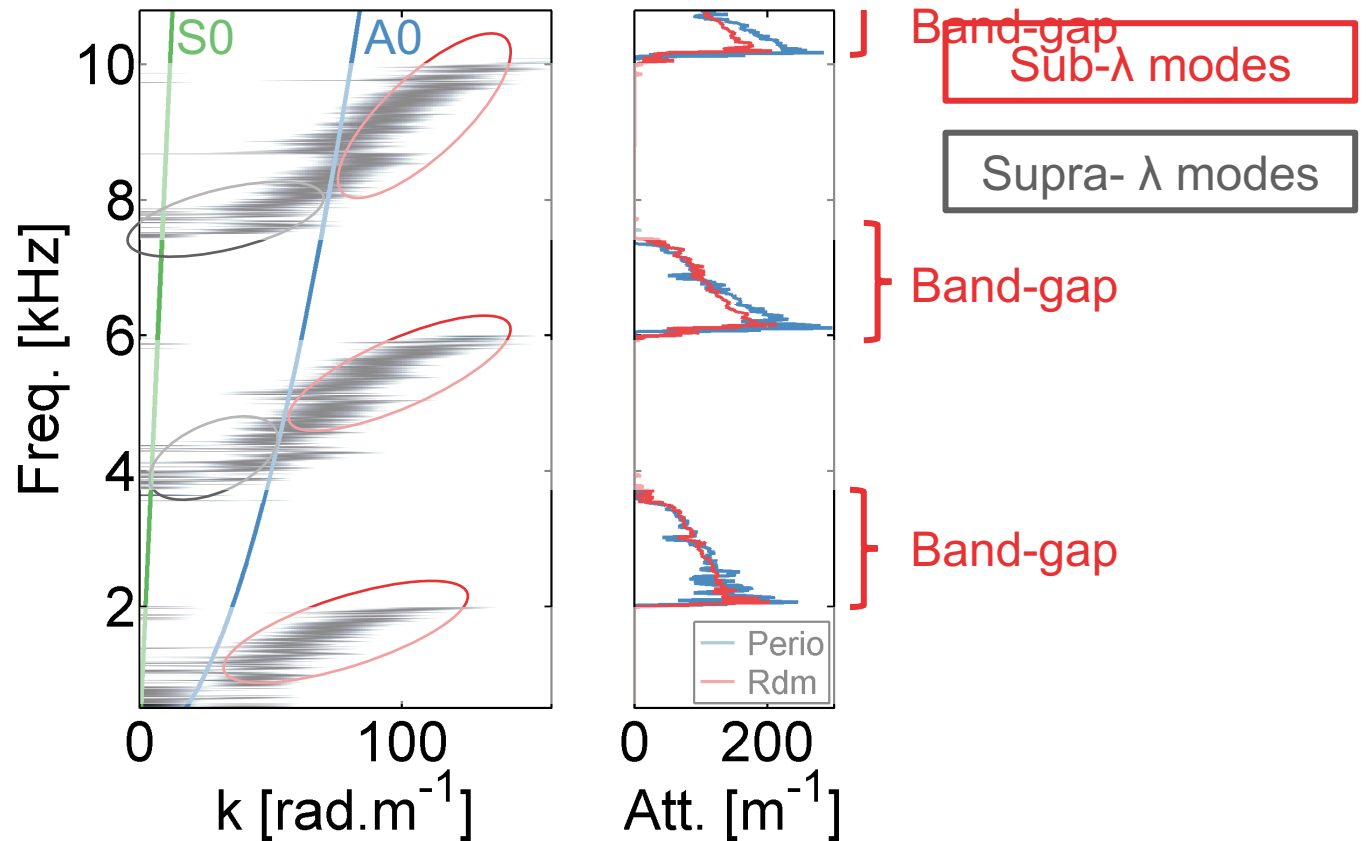 S0
A0
Band-gap
Sub-λ modes
Supra- λ modes
10
8
6
4
2
Freq. [kHz]
Band-gap
Band-gap
Perio
Rdm
0
100
0
200
k [rad.m⁻¹]
Att. [m⁻¹]